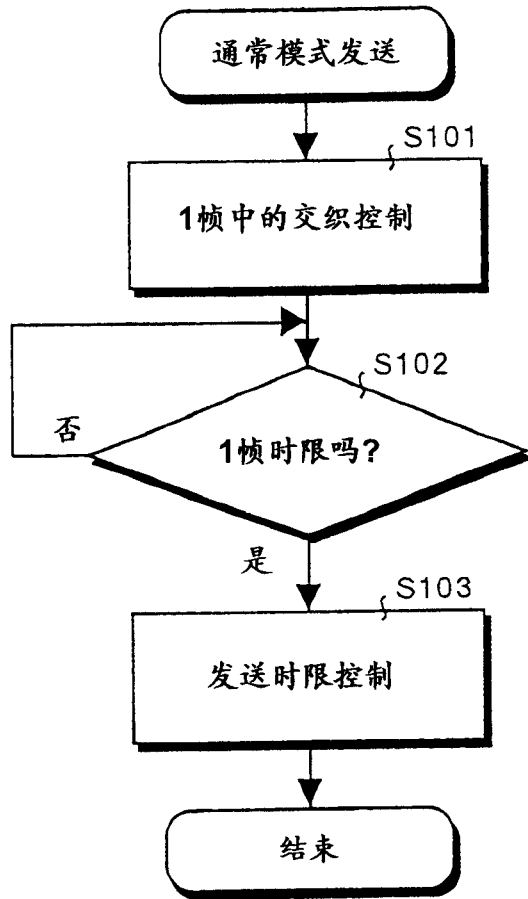 通常模式发送
S101
1帧中的交织控制
S102
否
1帧时限吗?
是
S103
发送时限控制
结束